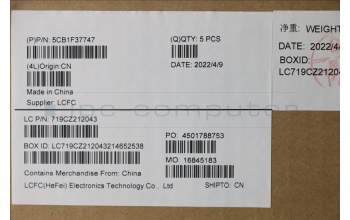 (P)P/N: 5CB1F37747
(Q)QTY: 5 PCS
(4L)Origin:CN
DATE: 2022/4/9
Made in China
Supplier: LCFC
净重: WEIGHT
DATE: 2022/4
BOXID:
LC719CZ21204
LC P/N: 719CZ212043
PO: 4501788753
BOX ID: LC719CZ212043214652538
MO: 16845183
Contains Merchandise From: China
LCFC(HeFei) Electronics Technology Co., Ltd
SHIPTO: CN